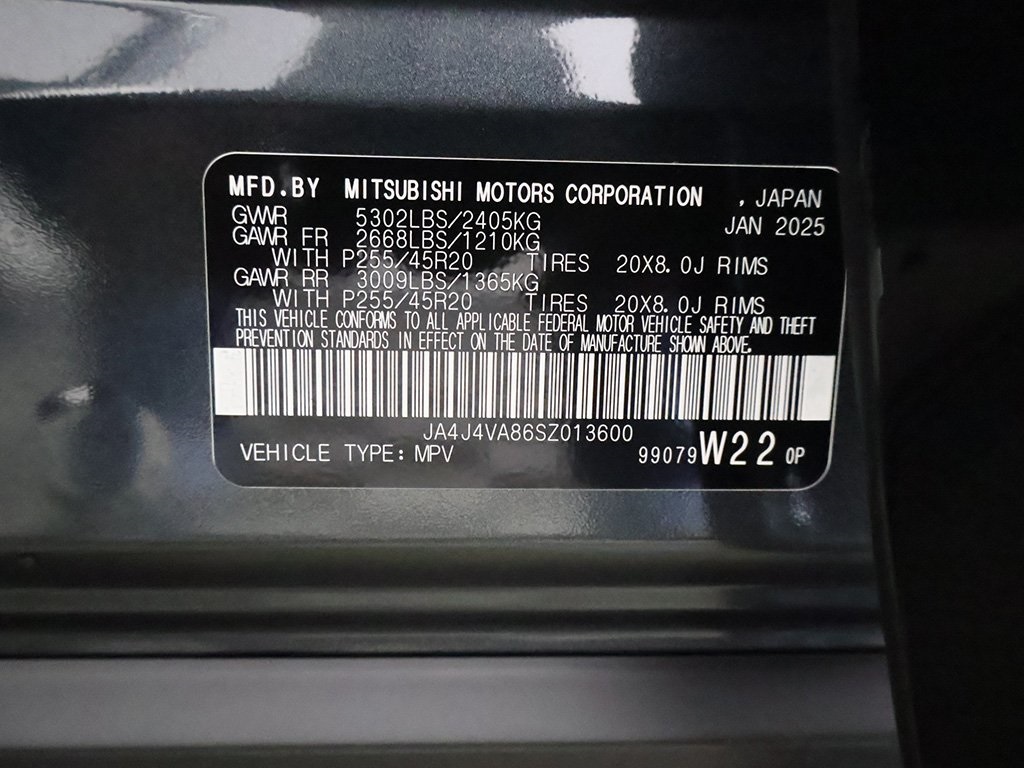 MFD.BY MITSUBISHI MOTORS CORPORATION , JAPAN
GVWR 5302LBS/2405KG JAN 2025
GAWR FR 2668LBS/1210KG
WITH P255/45R20 TIRES 20X8.0J RIMS
GAWR RR 3009LBS/1365KG
WITH P255/45R20 TIRES 20X8.0J RIMS
THIS VEHICLE CONFORMS TO ALL APPLICABLE FEDERAL MOTOR VEHICLE SAFETY AND THEFT
PREVENTION STANDARDS IN EFFECT ON THE DATE OF MANUFACTURE SHOWN ABOVE.
JA4J4VA86SZ013600
VEHICLE TYPE: MPV 99079 W22 0P